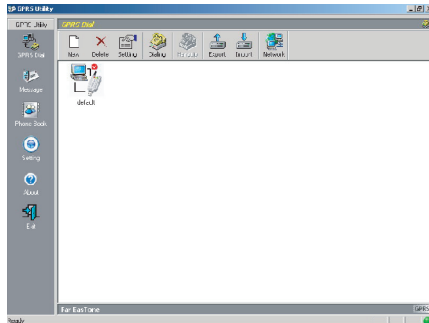 GPRS Utility
GPRS Utility
GPRS Dial
New Delete Setting Dialing Export Import Network
GPRS Dial
Message
Phone Book
Setting
About
Exit
default
Far EasTone
GPRS
Ready